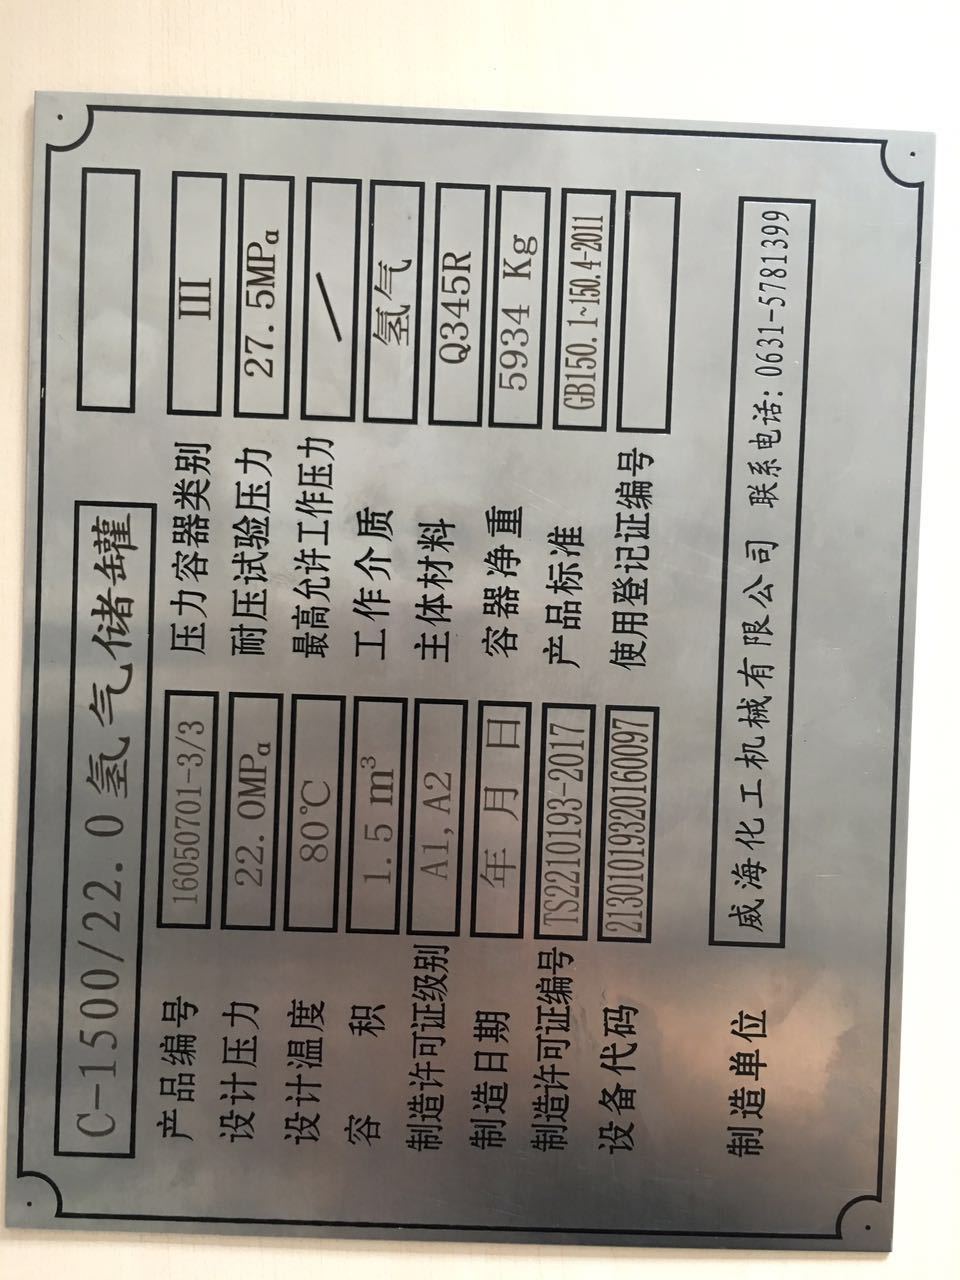 C-1500/22.0氢气储罐
产品编号 160507701-3/3 压力容器类别 III
设计压力 22.0MPa 耐压试验压力 27.5MPa
设计温度 80℃ 最高允许工作压力 /
容 积 1.5 m³ 工作介质 氢气
制造许可证级别 A1,A2 主体材料 Q345R
制造日期 年 月 日 容器净重 5934 Kg
制造许可证编号 TS2210193-2017 产品标准 GB150.1~150.4-2011
设备代码 21301019320160097 使用登记证编号
制造单位 威海化工机械有限公司 联系电话: 0631-5781399